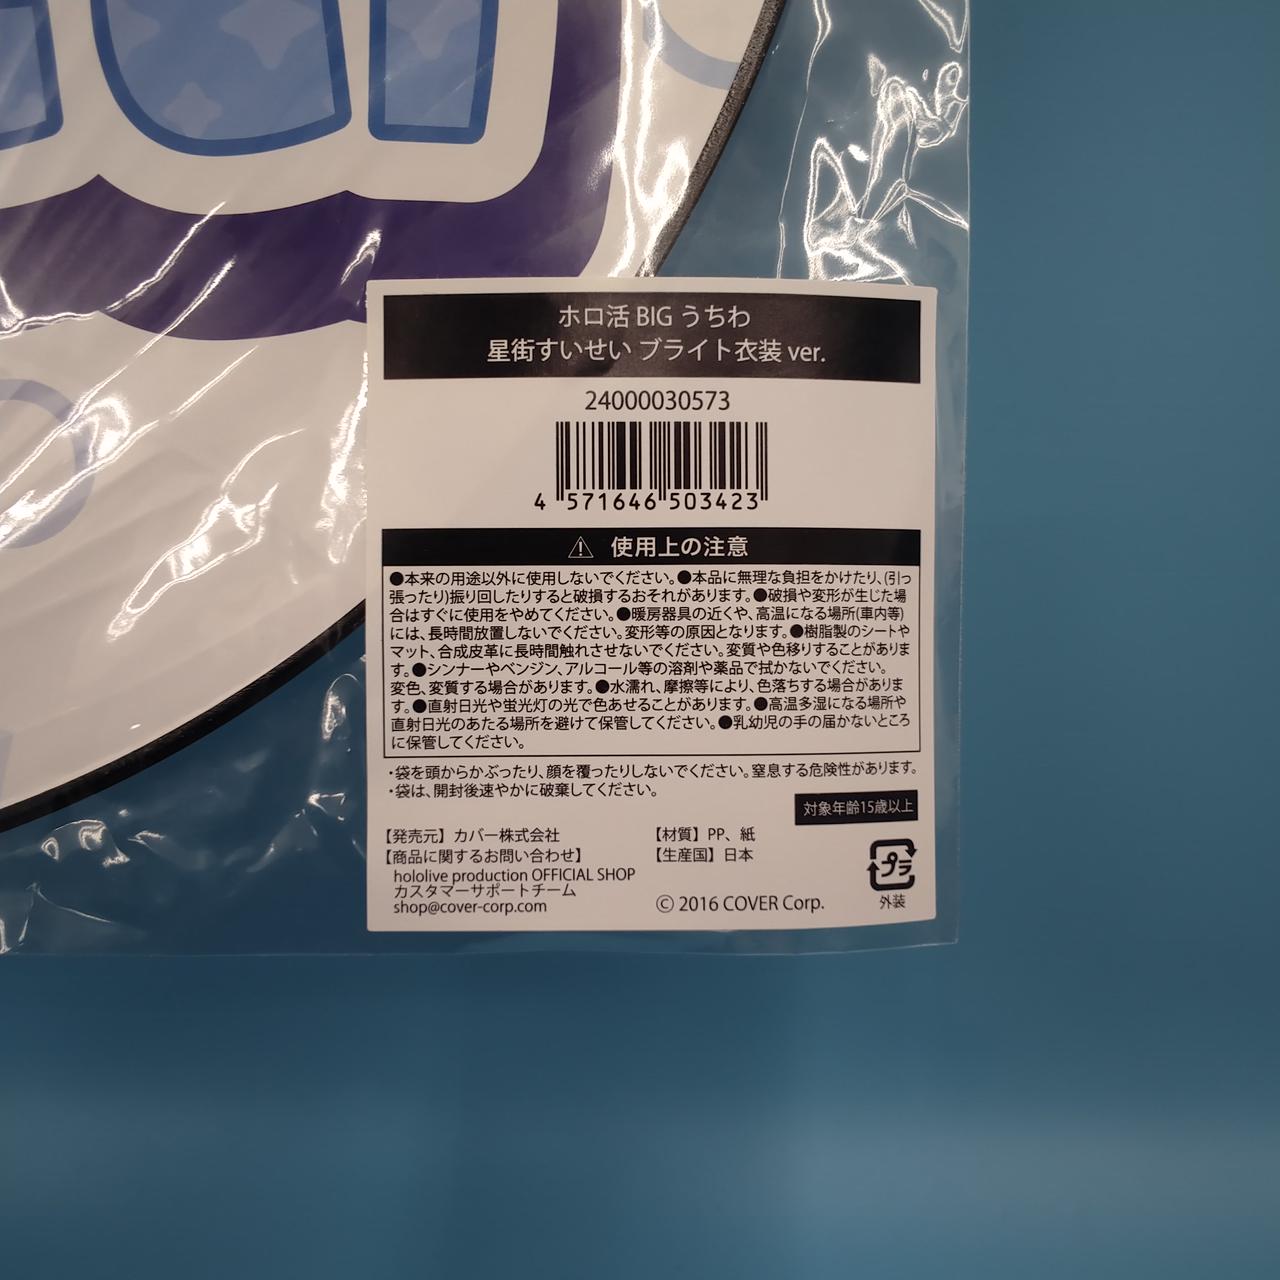 ホロ活 BIG うちわ
星街すいせい ブライト衣装 ver.
24000030573
4 571646 503423
⚠ 使用上の注意
●本来の用途以外に使用しないでください。●本品に無理な負担をかけたり、(引っ
張ったり)振り回したりすると破損するおそれがあります。●破損や変形が生じた場
合はすぐに使用をやめてください。●暖房器具の近くや、高温になる場所(車内等)
には、長時間放置しないでください。変形等の原因となります。●樹脂製のシートや
マット、合成皮革に長時間触れさせないでください。変質や色移りすることがありま
す。●シンナーやベンジン、アルコール等の溶剤や薬品で拭かないでください。
変色、変質する場合があります。●水濡れ、摩擦等により、色落ちする場合がありま
す。●直射日光や蛍光灯の光で色あせることがあります。●高温多湿になる場所や
直射日光のあたる場所を避けて保管してください。●乳幼児の手の届かないところ
に保管してください。
・袋を頭からかぶったり、顔を覆ったりしないでください。窒息する危険性があります。
・袋は、開封後速やかに破棄してください。
対象年齢15歳以上
【発売元】カバー株式会社
【商品に関するお問い合わせ】
hololive production OFFICIAL SHOP
カスタマーサポートチーム
shop@cover-corp.com
【材質】PP、紙
【生産国】日本
© 2016 COVER Corp.
プラ
外装